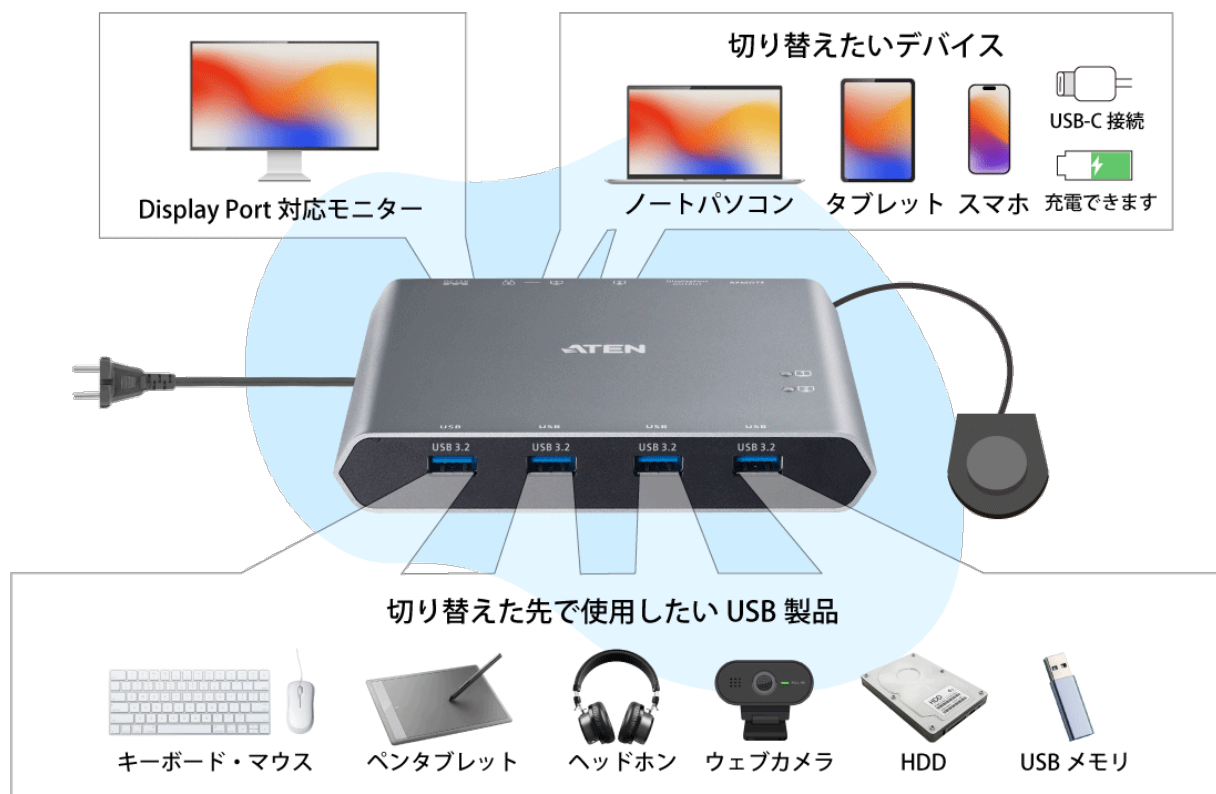 切り替えたいデバイス
USB-C 接続
Display Port 対応モニター
ノートパソコン
タブレット
スマホ
充電できます
REMOTE
ATEN
USB
USB
USB
USB
USB 3.2
USB 3.2
USB 3.2
USB 3.2
切り替えた先で使用したい USB 製品
HDD
キーボード・マウス
ペンタブレット
ヘッドホン
ウェブカメラ
HDD
USB メモリ